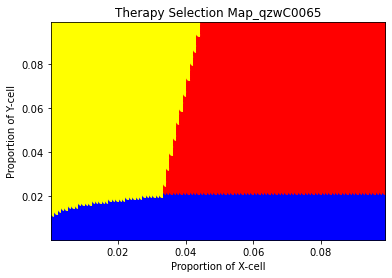 Therapy Selection Map_qzwC0065
Proportion of Y-cell
0.08
0.06
0.04
0.02
0.02 0.04 0.06 0.08
Proportion of X-cell